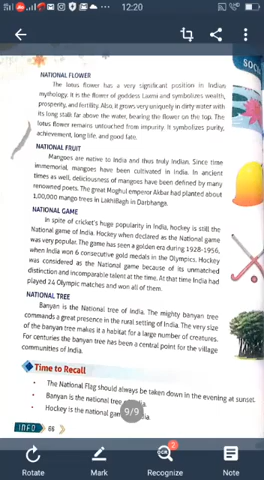 12:20
SOCI
NATIONAL FLOWER
The lotus flower has a very significant position in Indian
mythology. It is the flower of goddess Laxmi and symbolizes wealth,
prosperity, and fertility. Also, it grows very uniquely in dirty water with
its long stalk far above the water, bearing the flower on the top. The
lotus flower remains untouched from impurity. It symbolizes purity,
achievement, long life, and good fate.
NATIONAL FRUIT
Mangoes are native to India and thus truly Indian. Since time
immemorial, mangoes have been cultivated in India. In ancient
times as well, deliciousness of mangoes have been defined by many
renowned poets. The great Moghul emperor Akbar had planted about
1,00,000 mango trees in LakhiBagh in Darbhanga.
NATIONAL GAME
In spite of cricket's huge popularity in India, hockey is still the
National game of India. Hockey when declared as the National game
was very popular. The game has seen a golden era during 1928-1956,
when India won 6 consecutive gold medals in the Olympics. Hockey
was considered as the National game because of its unmatched
distinction and incomparable talent at the time. At that time India had
played 24 Olympic matches and won all of them.
NATIONAL TREE
Banyan is the National tree of India. The mighty banyan tree
commands a great presence in the rural setting of India. The very size
of the banyan tree makes it a habitat for a large number of creatures.
For centuries the banyan tree has been a central point for the village
communities of India.
Time to Recall
• The National Flag should always be taken down in the evening at sunset.
• Banyan is the national tree
• Hockey is the national gam
9/9
INFO 66
OCR
2
Rotate Mark Recognize Note